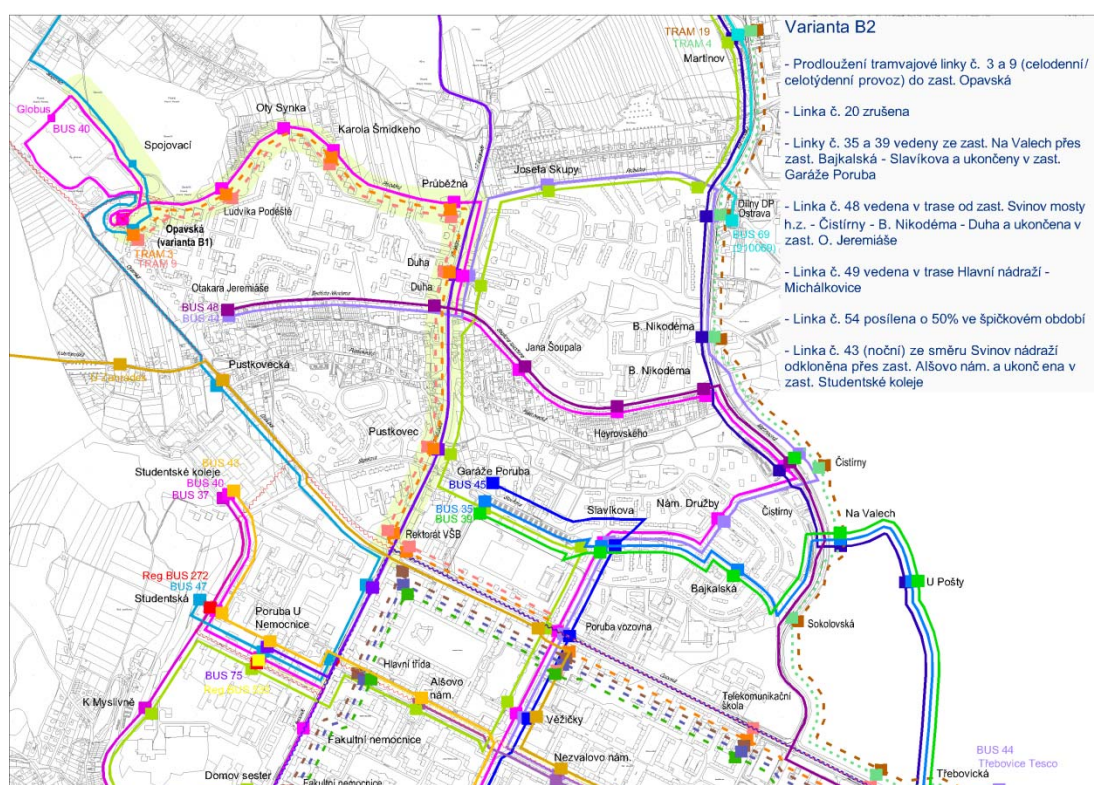 Varianta B2
- Prodloužení tramvajové linky č. 3 a 9 (celodenní/
celotýdenní provoz) do zast. Opavská
- Linka č. 20 zrušena
- Linky č. 35 a 39 vedeny ze zast. Na Valech přes
zast. Bajkalská - Slavíkova a ukončeny v zast.
Garáže Poruba
- Linka č. 48 vedena v trase od zast. Svinov mosty
h.z. - Čistírny - B. Nikodéma - Duha a ukončena v
zast. O. Jeremiáše
- Linka č. 49 vedena v trase Hlavní nádraží -
Michálkovice
- Linka č. 54 posílena o 50% ve špičkovém období
- Linka č. 43 (noční) ze směru Svinov nádraží
odkloněna přes zast. Alšovo nám. a ukonč ena v
zast. Studentské koleje
TRAM 19
TRAM 4
Martinov
Globus
BUS 40
Oty Synka
Karola Šmidkeho
Spojovací
Josefa Skupy
Průběžná
Ludvíka Podéště
Dílny DP
Ostrava
BUS 69
(910069)
Opavská
(varianta B1)
TRAM 3
TRAM 9
Duha
Otakara Jeremiáše
Duha
BUS 48
BUS 44
B. Nikodéma
Jana Šoupala
Pustkovecká
B. Nikodéma
U Zahrádek
Heyrovského
Pustkovec
Čistírny
Studentské koleje
BUS 43
BUS 40
BUS 37
Garáže Poruba
BUS 45
Nám. Družby
BUS 35
BUS 39
Slavíkova
Čistírny
Na Valech
Rektorát VŠB
Reg.BUS 272
BUS 47
Studentská
Bajkalská
U Pošty
Poruba U
Nemocnice
Poruba vozovna
Sokolovská
Hlavní třída
BUS 75
Alšovo
nám.
Telekomunikační
škola
K Myslivně
Věžičky
Fakultní nemocnice
BUS 44
Třebovice Tesco
Nezvalovo nám.
Domov sester
Fakultní nemocnice
Třebovická